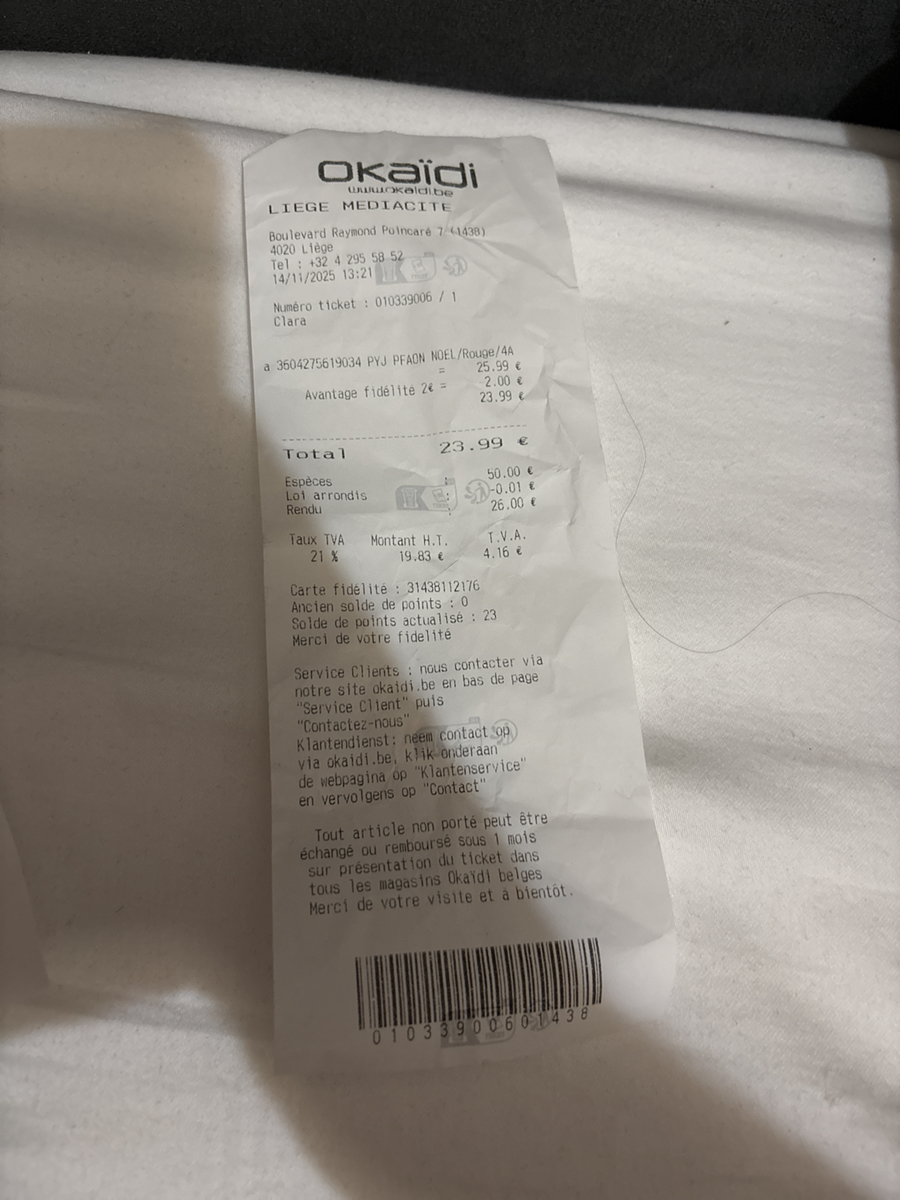 Okaïdi
www.okaidi.be
LIEGE MEDIACITE
Boulevard Raymond Poincaré 7 (1438)
4020 Liège
Tel : +32 4 295 58 52
14/11/2025 13:21
Numéro ticket : 010339006 / 1
Clara
a 3604275619034 PYJ PFAON NOEL/Rouge/4A
= 25.99 €
Avantage fidélité 2€ = -2.00 €
23.99 €
Total 23.99 €
Espèces : 50.00 €
Loi arrondis : -0.01 €
Rendu : 26.00 €
Taux TVA Montant H.T. T.V.A.
21 % 19.83 € 4.16 €
Carte fidélité : 31438112176
Ancien solde de points : 0
Solde de points actualisé : 23
Merci de votre fidelité
Service Clients : nous contacter via
notre site okaidi.be en bas de page
"Service Client" puis
"Contactez-nous"
Klantendienst: neem contact op
via okaidi.be, klik onderaan
de webpagina op "Klantenservice"
en vervolgens op "Contact"
Tout article non porté peut être
échangé ou remboursé sous 1 mois
sur présentation du ticket dans
tous les magasins Okaïdi belges
Merci de votre visite et à bientôt.
01033900601438